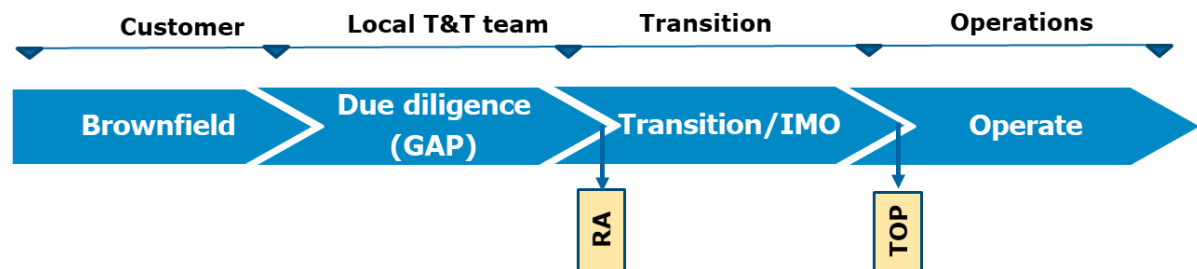 Customer
Local T&T team
Transition
Operations
Brownfield
Due diligence
(GAP)
Transition/IMO
Operate
RA
TOP